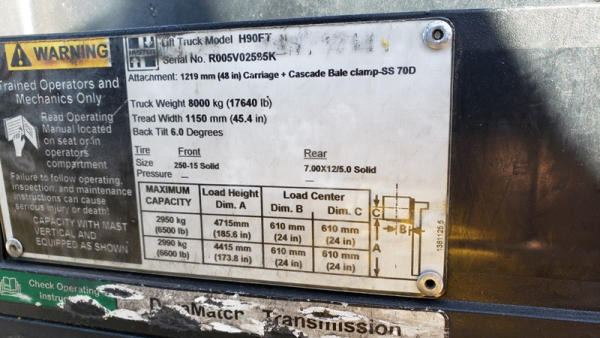 WARNING
Trained Operators and
Mechanics Only
Read Operating
Manual located
on seat or in
operators
compartment
Failure to follow operating,
inspection, and maintenance
instructions can cause
serious injury or death!
CAPACITY WITH MAST
VERTICAL AND
EQUIPPED AS SHOWN
HYSTER
Lift Truck Model H90FT
Serial No. R005V02585K
Attachment: 1219 mm (48 in) Carriage + Cascade Bale clamp-SS 70D
Truck Weight 8000 kg (17640 lb)
Tread Width 1150 mm (45.4 in)
Back Tilt 6.0 Degrees
Tire Front Rear
Size 250-15 Solid 7.00X12/5.0 Solid
Pressure — —
MAXIMUM CAPACITY Load Height Dim. A Load Center Dim. B Dim. C
2950 kg (6500 lb) 4715mm (185.6 in) 610 mm (24 in) 610 mm (24 in)
2990 kg (6600 lb) 4415 mm (173.8 in) 610 mm (24 in) 610 mm (24 in)
C
B
A
Check Operating
Transmission